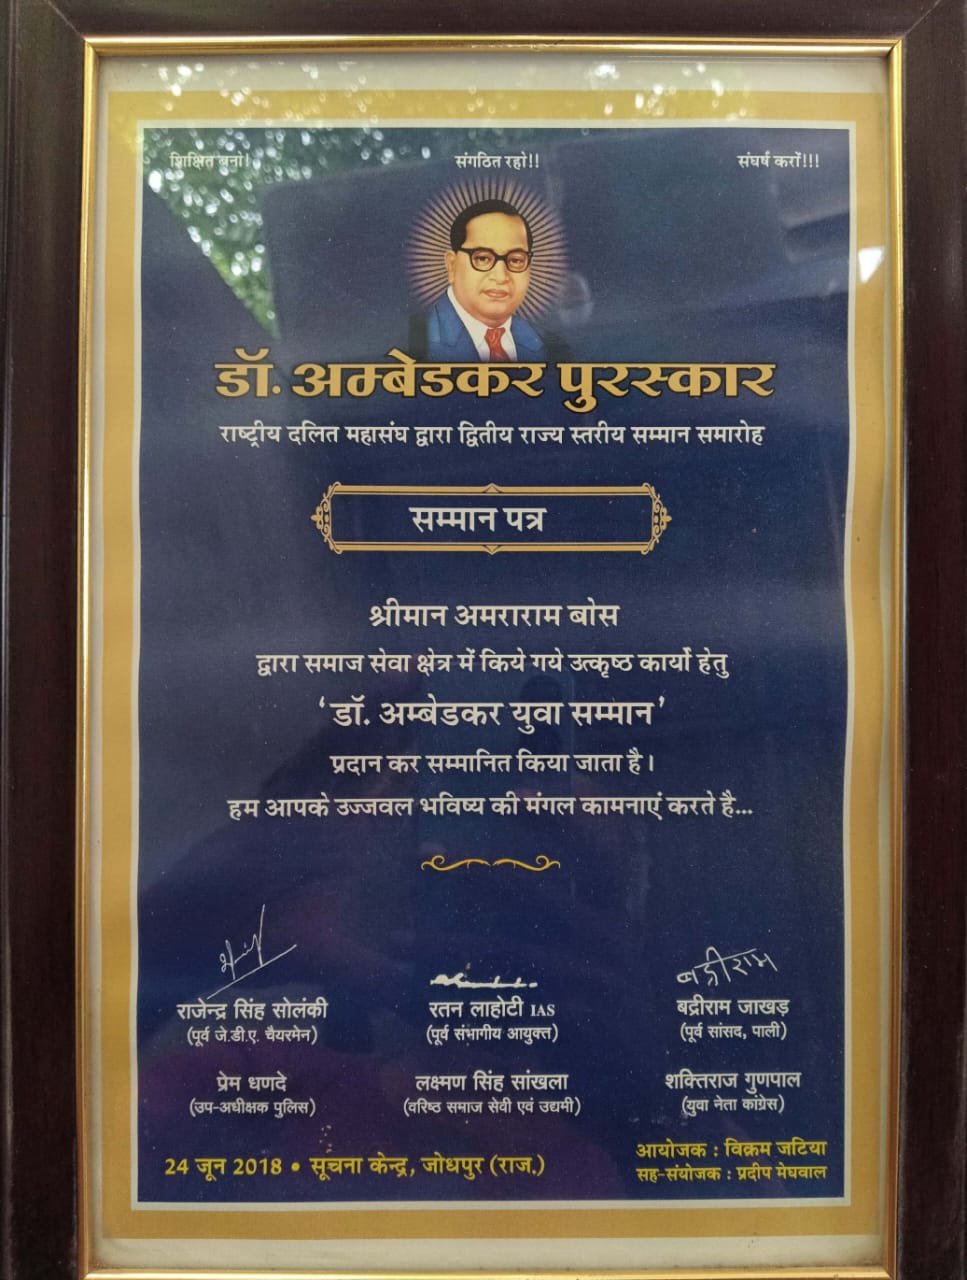 शिक्षित बनो! संगठित रहो!! संघर्ष करों!!!
डॉ. अम्बेडकर पुरस्कार
राष्ट्रीय दलित महासंघ द्वारा द्वितीय राज्य स्तरीय सम्मान समारोह
सम्मान पत्र
श्रीमान अमराराम बोस
द्वारा समाज सेवा क्षेत्र में किये गये उत्कृष्ठ कार्यो हेतु
‘डॉ. अम्बेडकर युवा सम्मान’
प्रदान कर सम्मानित किया जाता है।
हम आपके उज्जवल भविष्य की मंगल कामनाएं करते है...
बद्रीराम
राजेन्द्र सिंह सोलंकी रतन लाहोटी IAS बद्रीराम जाखड़
(पूर्व जे.डी.ए. चैयरमेन) (पूर्व संभागीय आयुक्त) (पूर्व सांसद, पाली)
प्रेम धणदे लक्ष्मण सिंह सांखला शक्तिराज गुणपाल
(उप-अधीक्षक पुलिस) (वरिष्ठ समाज सेवी एवं उद्यमी) (युवा नेता कांग्रेस)
24 जून 2018 • सूचना केन्द्र, जोधपुर (राज.) आयोजक : विक्रम जटिया
सह-संयोजक : प्रदीप मेघवाल